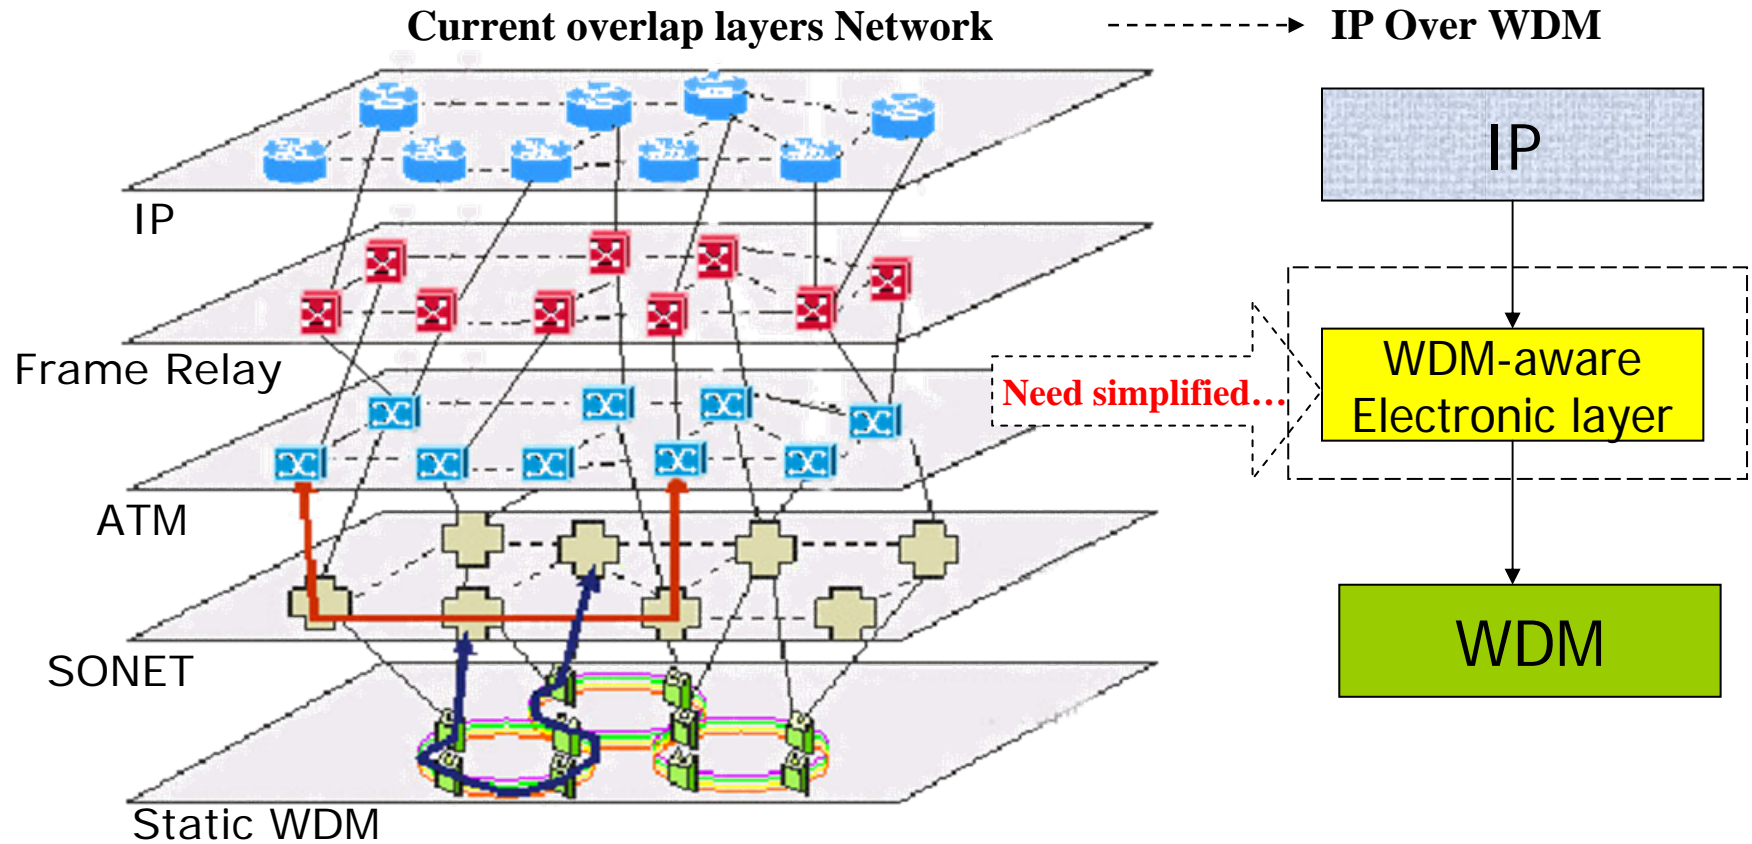 Current overlap layers Network
IP Over WDM
IP
Frame Relay
ATM
SONET
Static WDM
Need simplified...
IP
WDM-aware
Electronic layer
WDM